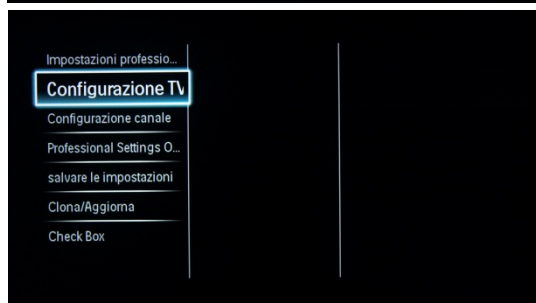 Impostazioni professio...
Configurazione TV
Configurazione canale
Professional Settings O...
salvare le impostazioni
Clona/Aggiorna
Check Box